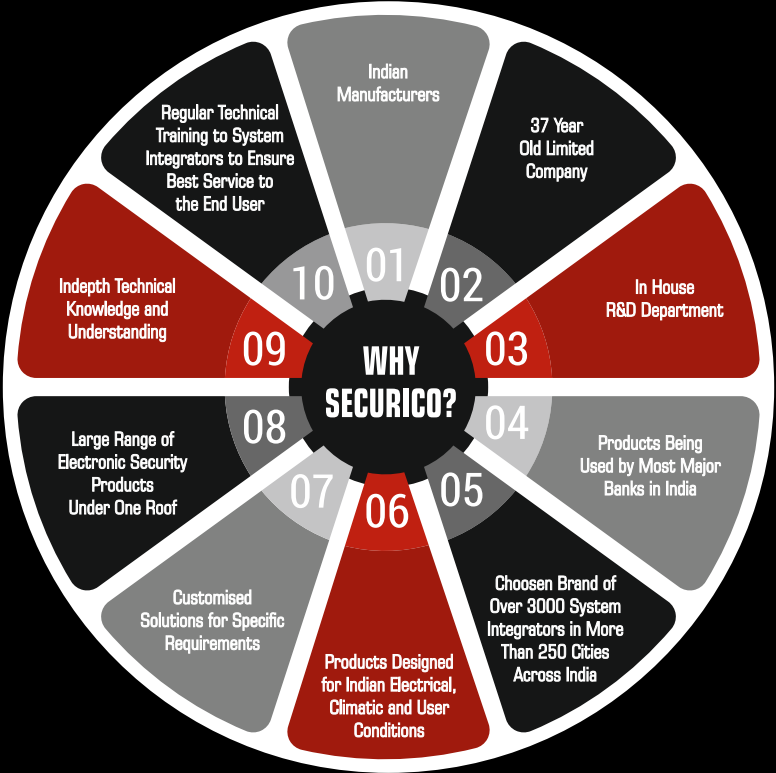 WHY
SECURICO?
01
Indian
Manufacturers
02
37 Year
Old Limited
Company
03
In House
R&D Department
04
Products Being
Used by Most Major
Banks in India
05
Choosen Brand of
Over 3000 System
Integrators in More
Than 250 Cities
Across India
06
Products Designed
for Indian Electrical,
Climatic and User
Conditions
07
Customised
Solutions for Specific
Requirements
08
Large Range of
Electronic Security
Products
Under One Roof
09
Indepth Technical
Knowledge and
Understanding
10
Regular Technical
Training to System
Integrators to Ensure
Best Service to
the End User